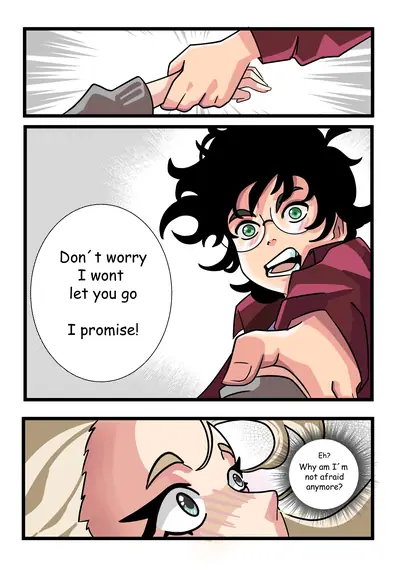 Don´t worry
I wont
let you go
I promise!
Eh?
Why am I´m
not afraid
anymore?